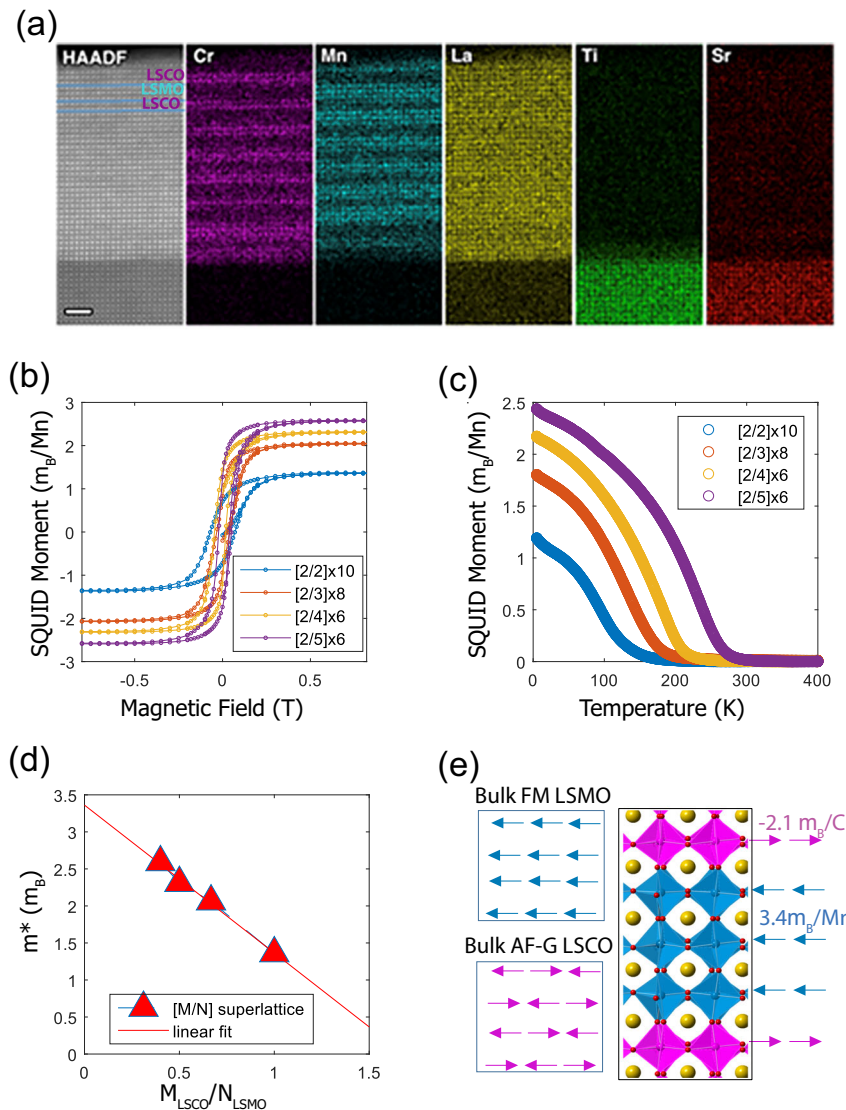 (a)
HAADF Cr Mn La Ti Sr
LSCO
LSMO
LSCO
(b)
SQUID Moment (m_B/Mn)
3
2
1
0
-1
-2
-3
-0.5 0 0.5
Magnetic Field (T)
[2/2]x10
[2/3]x8
[2/4]x6
[2/5]x6
(c)
SQUID Moment (m_B/Mn)
2.5
2
1.5
1
0.5
0
0 100 200 300 400
Temperature (K)
[2/2]x10
[2/3]x8
[2/4]x6
[2/5]x6
(d)
m* (m_B)
3.5
3
2.5
2
1.5
1
0.5
0
0 0.5 1 1.5
M_LSCO/N_LSMO
[M/N] superlattice
linear fit
(e)
Bulk FM LSMO
Bulk AF-G LSCO
-2.1 m_B/C
3.4m_B/Mr